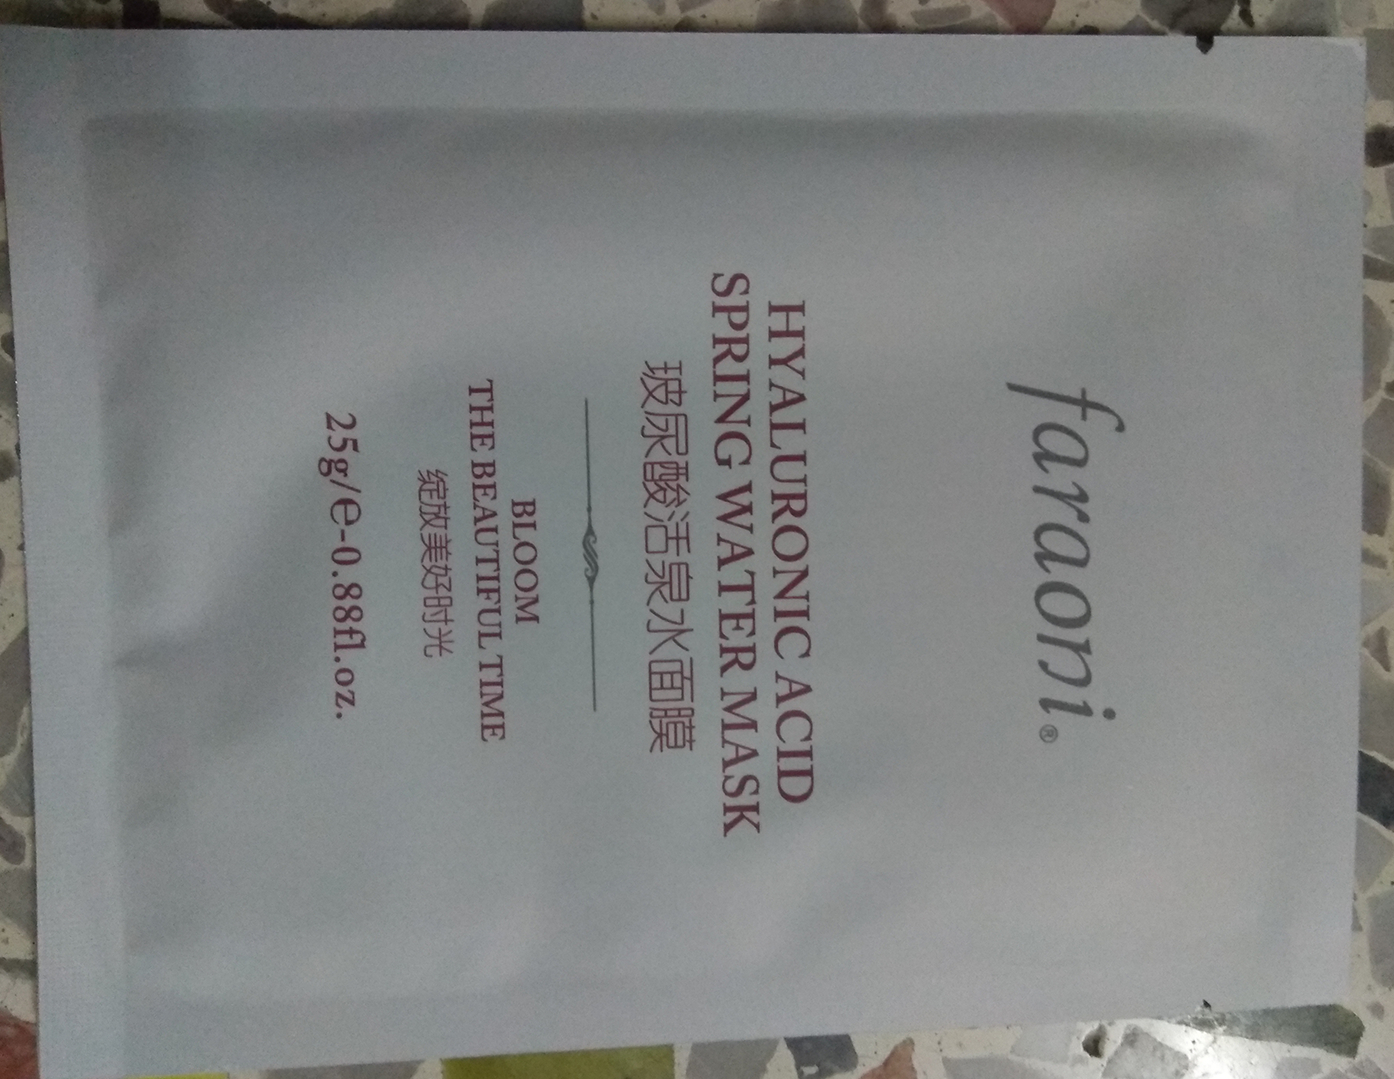 faraoni®
HYALURONIC ACID
SPRING WATER MASK
玻尿酸活泉水面膜
BLOOM
THE BEAUTIFUL TIME
绽放美好时光
25g/e-0.88fl.oz.